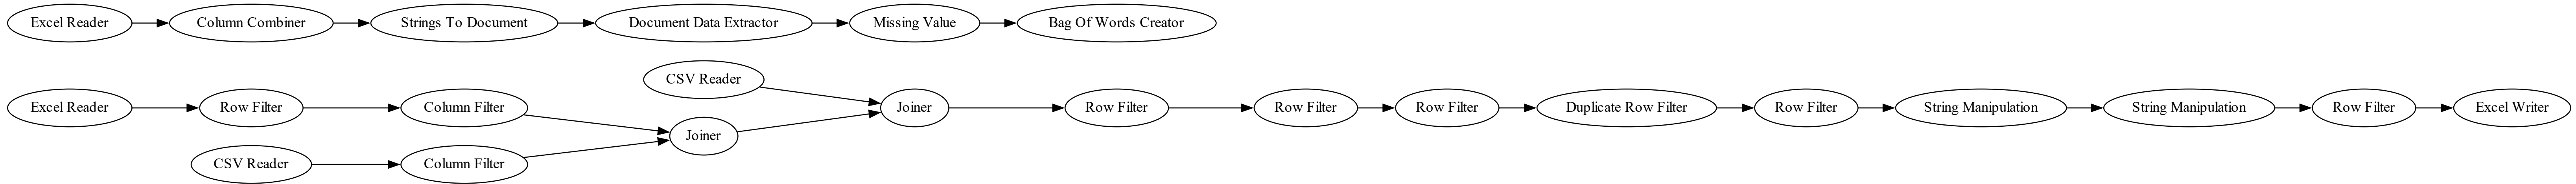 Excel Reader
Column Combiner
Strings To Document
Document Data Extractor
Missing Value
Bag Of Words Creator
CSV Reader
Excel Reader
Row Filter
Column Filter
Joiner
Row Filter
Row Filter
Row Filter
Duplicate Row Filter
Row Filter
String Manipulation
String Manipulation
Row Filter
Excel Writer
Joiner
CSV Reader
Column Filter